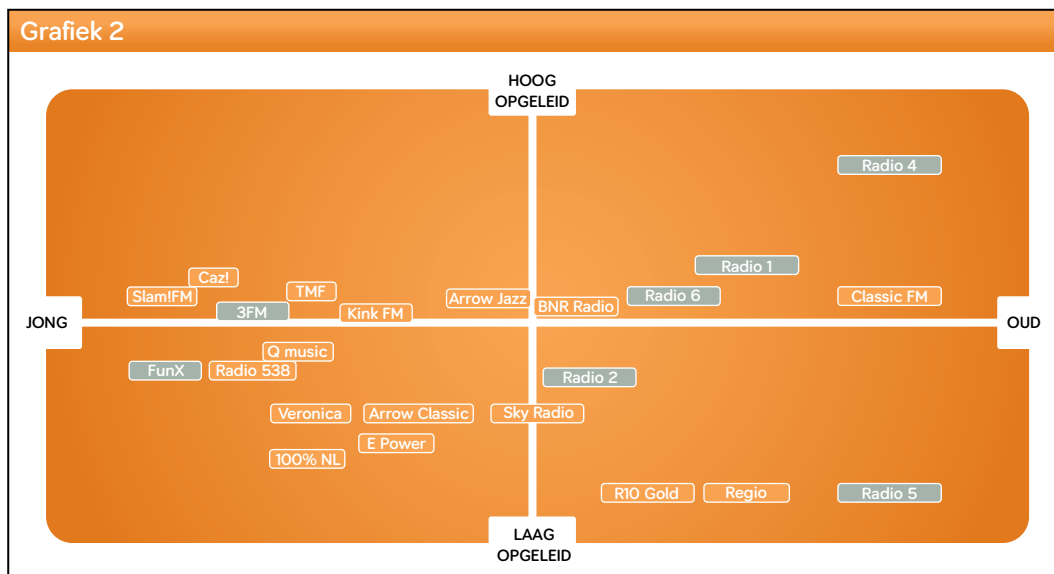 Grafiek 2
HOOG
OPGELEID
Radio 4
Radio 1
Caz!
Slam!FM
TMF
Arrow Jazz
Radio 6
Classic FM
BNR Radio
3FM
Kink FM
JONG
OUD
Q music
FunX
Radio 538
Radio 2
Veronica
Arrow Classic
Sky Radio
E Power
100% NL
R10 Gold
Regio
Radio 5
LAAG
OPGELEID